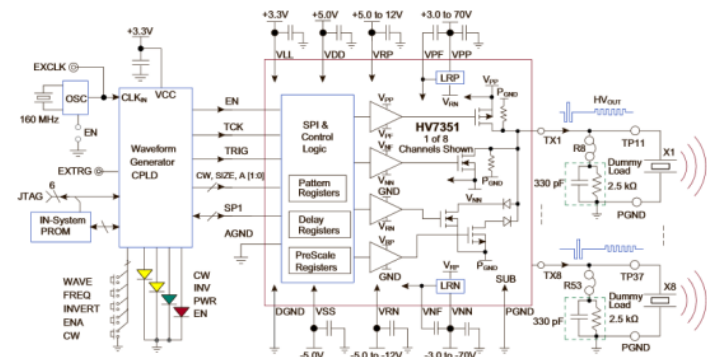 +3.3V
+5.0V
+5.0 to 12V
+3.0 to 70V
+3.3V
VLL
VDD
VRP
VPF
VPP
EXCLK
OSC
CLKIN
VCC
LRP
VRN
160 MHz
EN
EN
TCK
TRIG
CW, SIZE, A [1:0]
SP1
AGND
Waveform
Generator
CPLD
EXTRG
JTAG
6
IN-System
PROM
SPI &
Control
Logic
Pattern
Registers
Delay
Registers
PreScale
Registers
VPP
VPF
VNF
VNN
GND
VRN
GND
VPP
PGND
HV7351
1 of 8
Channels Shown
PGND
VNN
PGND
VRP
LRN
SUB
HVOUT
TX1
R8
TP11
X1
330 pF
Dummy
Load
2.5 kΩ
PGND
TX8
R53
TP37
X8
330 pF
Dummy
Load
2.5 kΩ
PGND
WAVE
FREQ
INVERT
ENA
CW
CW
INV
PWR
EN
DGND
VSS
VRN
VNF
VNN
PGND
-5.0V
-5.0 to -12V
-3.0 to -70V